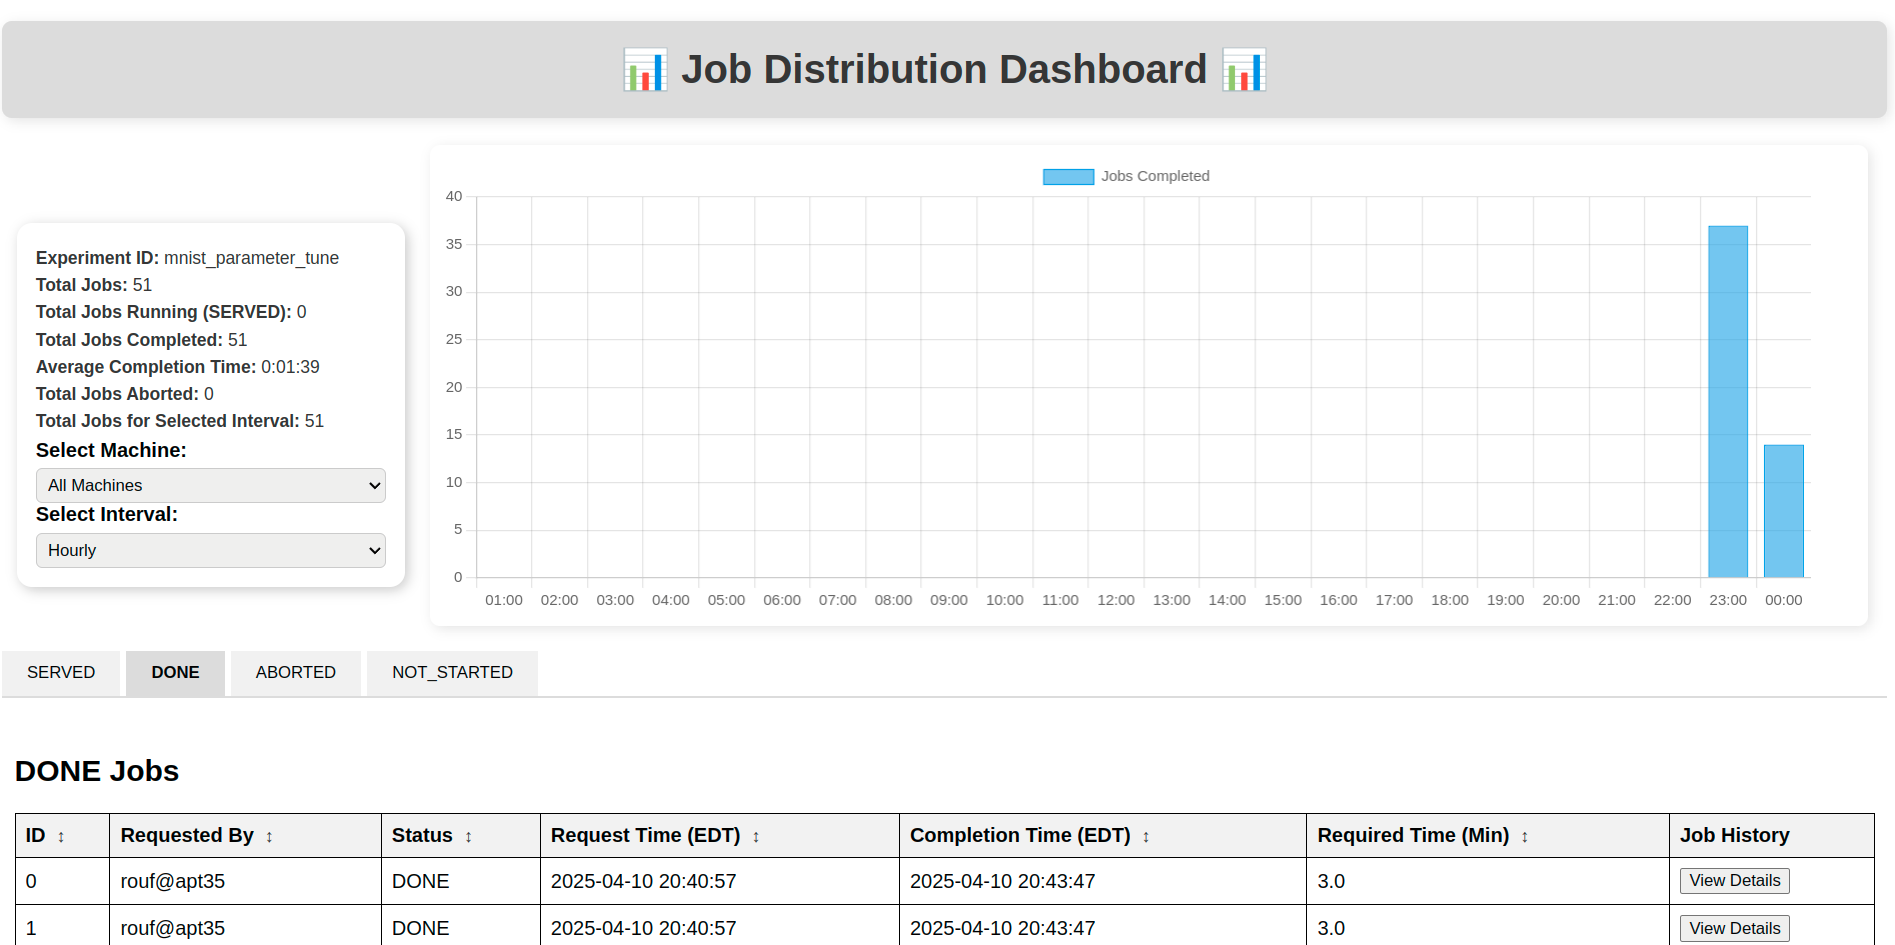 Job Distribution Dashboard
Experiment ID: mnist_parameter_tune
Total Jobs: 51
Total Jobs Running (SERVED): 0
Total Jobs Completed: 51
Average Completion Time: 0:01:39
Total Jobs Aborted: 0
Total Jobs for Selected Interval: 51
Select Machine:
All Machines
Select Interval:
Hourly
Jobs Completed
40
35
30
25
20
15
10
5
0
01:00 02:00 03:00 04:00 05:00 06:00 07:00 08:00 09:00 10:00 11:00 12:00 13:00 14:00 15:00 16:00 17:00 18:00 19:00 20:00 21:00 22:00 23:00 00:00
SERVED DONE ABORTED NOT_STARTED
DONE Jobs
ID ↕ Requested By ↕ Status ↕ Request Time (EDT) ↕ Completion Time (EDT) ↕ Required Time (Min) ↕ Job History
0 rouf@apt35 DONE 2025-04-10 20:40:57 2025-04-10 20:43:47 3.0 View Details
1 rouf@apt35 DONE 2025-04-10 20:40:57 2025-04-10 20:43:47 3.0 View Details